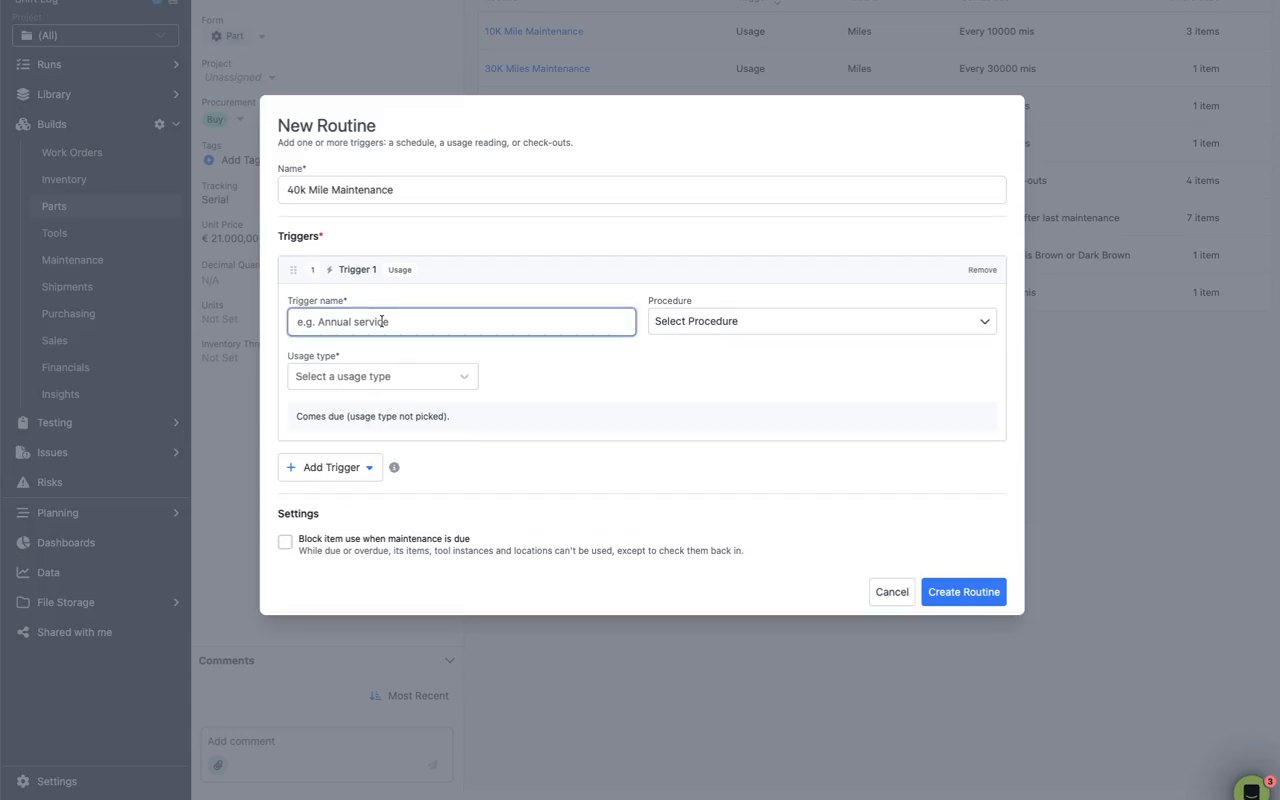 Shift Log
Project
(All)
Runs
Library
Builds
Work Orders
Inventory
Parts
Tools
Maintenance
Shipments
Purchasing
Sales
Financials
Insights
Testing
Issues
Risks
Planning
Dashboards
Data
File Storage
Shared with me
Settings
Form
Part
Project
Unassigned
Procurement
Buy
Tags
Add Tag
Tracking
Serial
Unit Price
€ 21.000,00
Decimal Quan
N/A
Units
Not Set
Inventory Thr
Not Set
Comments
Most Recent
Add comment
10K Mile Maintenance Usage Miles Every 10000 mis 3 items
30K Miles Maintenance Usage Miles Every 30000 mis 1 item
1 item
1 item
4 items
fter last maintenance 7 items
is Brown or Dark Brown 1 item
1 item
New Routine
Add one or more triggers: a schedule, a usage reading, or check-outs.
Name*
40k Mile Maintenance
Triggers*
1 Trigger 1 Usage Remove
Trigger name* Procedure
e.g. Annual service Select Procedure
Usage type*
Select a usage type
Comes due (usage type not picked).
+ Add Trigger
Settings
Block item use when maintenance is due
While due or overdue, its items, tool instances and locations can't be used, except to check them back in.
Cancel Create Routine
3